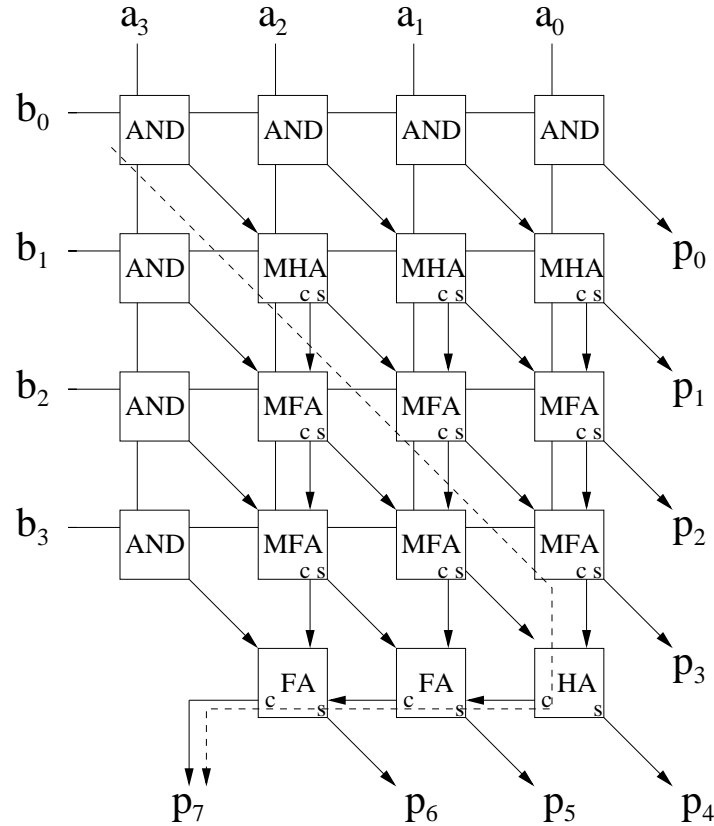 a₃ a₂ a₁ a₀
b₀ AND AND AND AND
b₁ AND MHA MHA MHA p₀
c s c s c s
b₂ AND MFA MFA MFA p₁
c s c s c s
b₃ AND MFA MFA MFA p₂
c s c s c s
FA FA HA p₃
c s c s c s
p₇ p₆ p₅ p₄